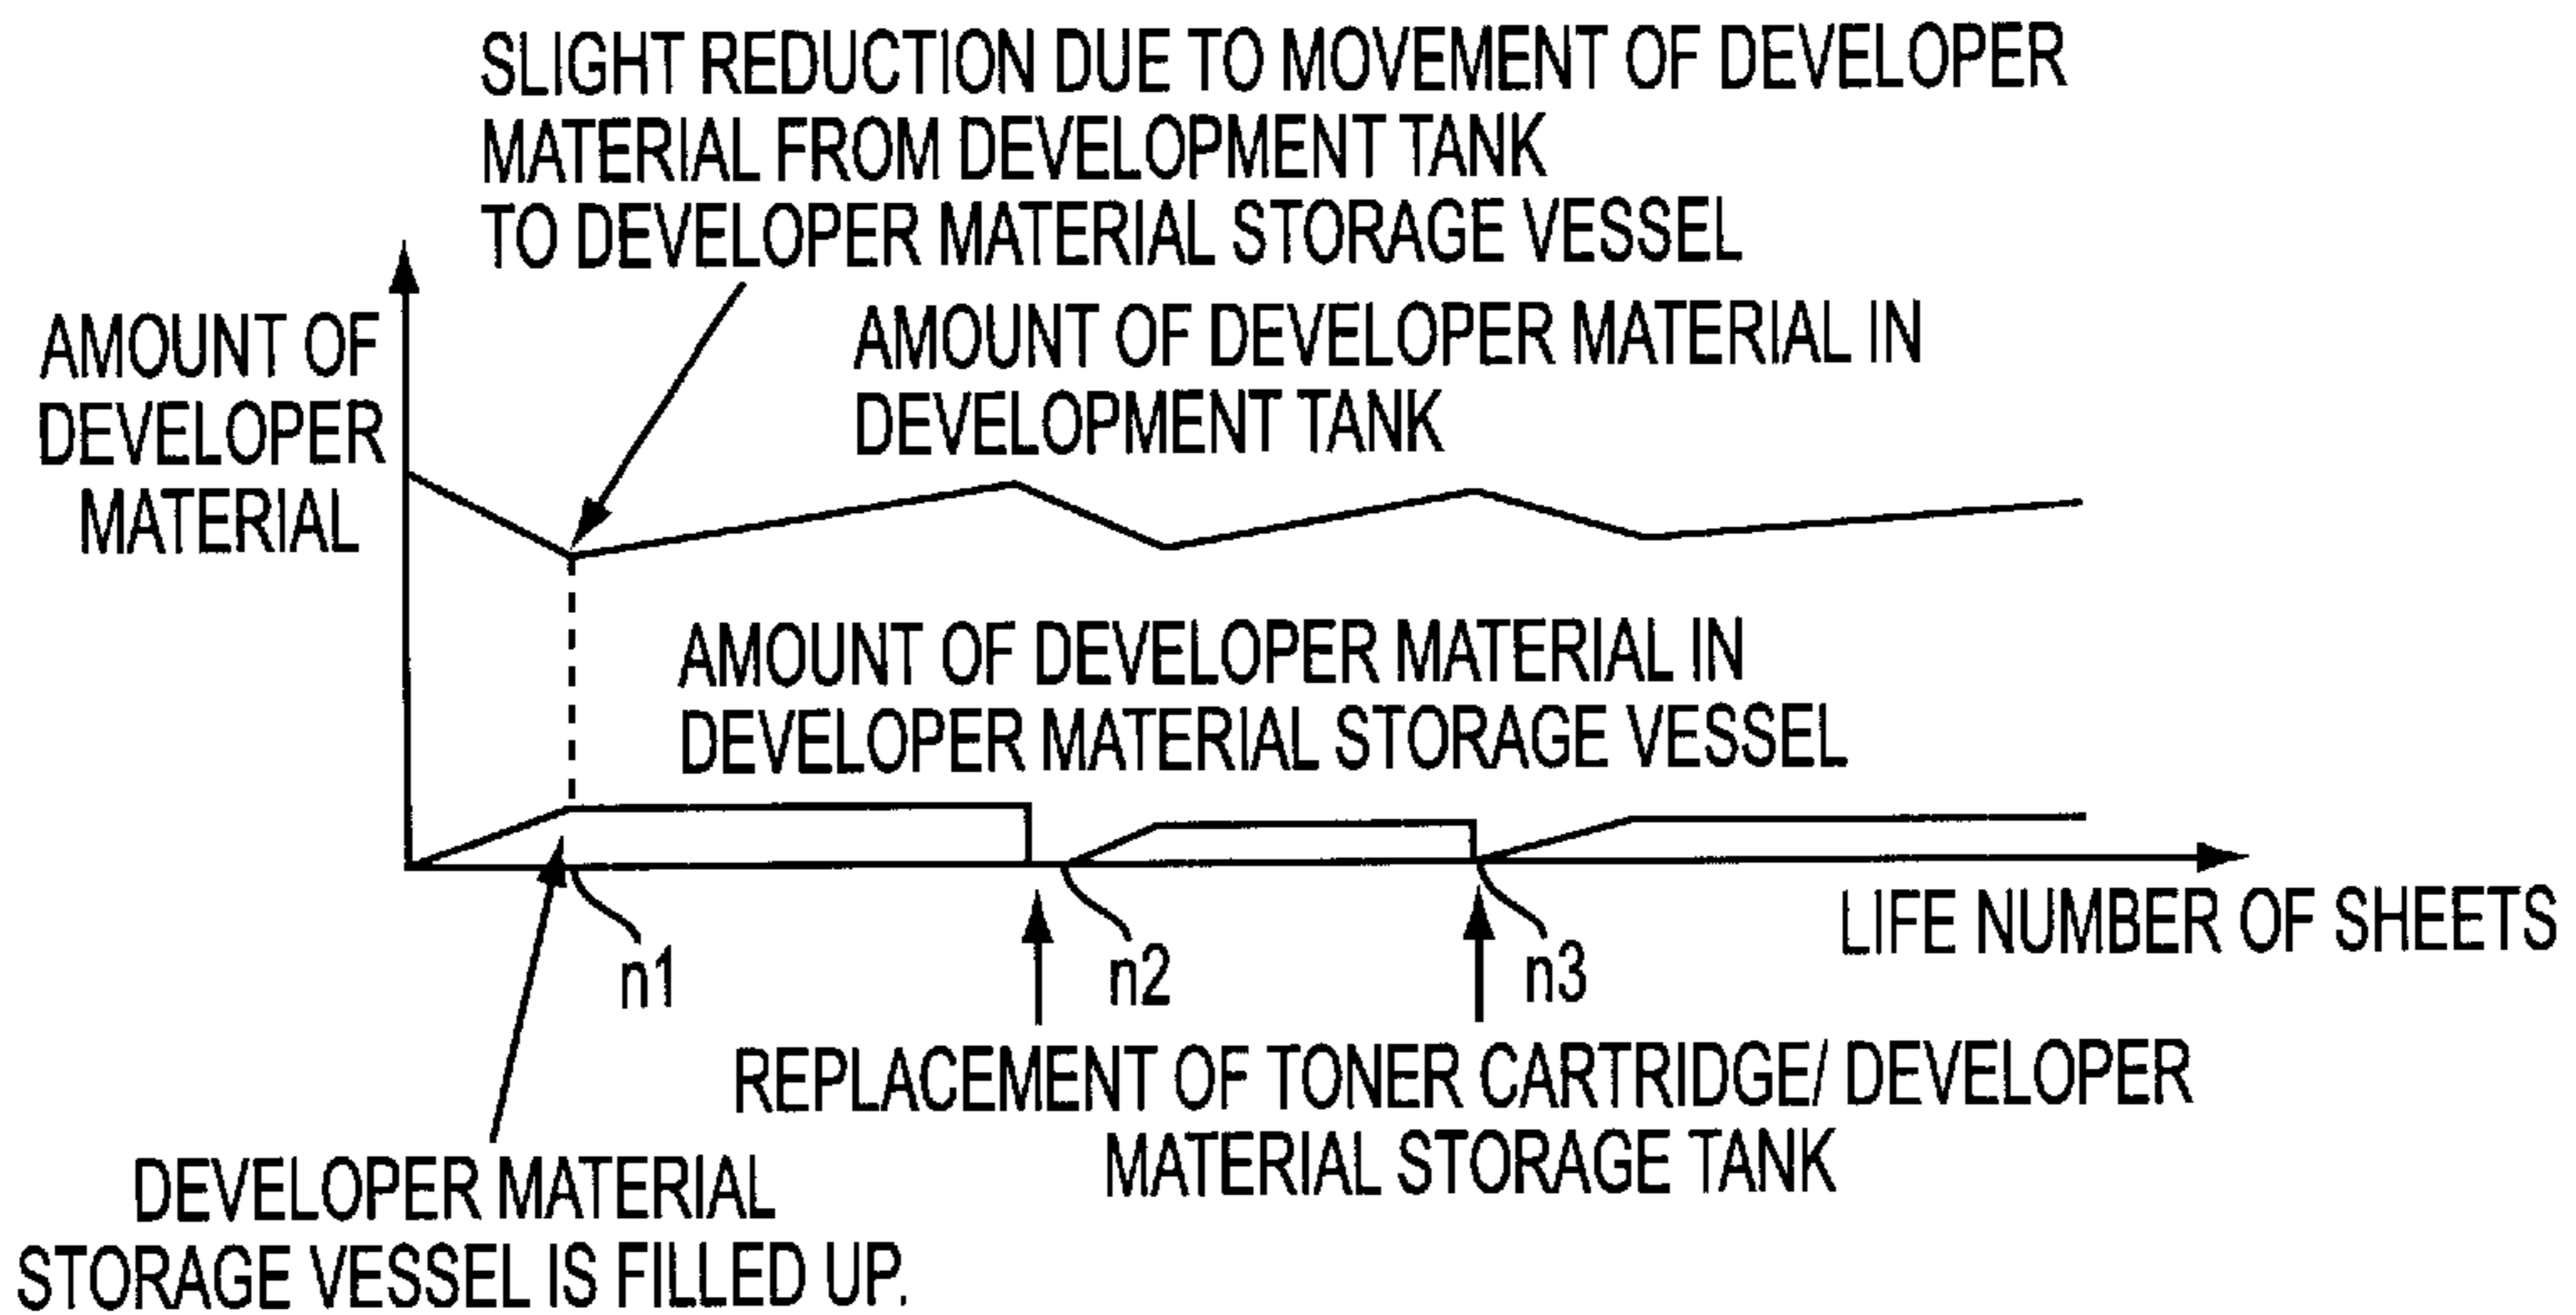 SLIGHT REDUCTION DUE TO MOVEMENT OF DEVELOPER
MATERIAL FROM DEVELOPMENT TANK
TO DEVELOPER MATERIAL STORAGE VESSEL
AMOUNT OF
DEVELOPER
MATERIAL
AMOUNT OF DEVELOPER MATERIAL IN
DEVELOPMENT TANK
AMOUNT OF DEVELOPER MATERIAL IN
DEVELOPER MATERIAL STORAGE VESSEL
LIFE NUMBER OF SHEETS
n1
n2
n3
REPLACEMENT OF TONER CARTRIDGE/ DEVELOPER
MATERIAL STORAGE TANK
DEVELOPER MATERIAL
STORAGE VESSEL IS FILLED UP.